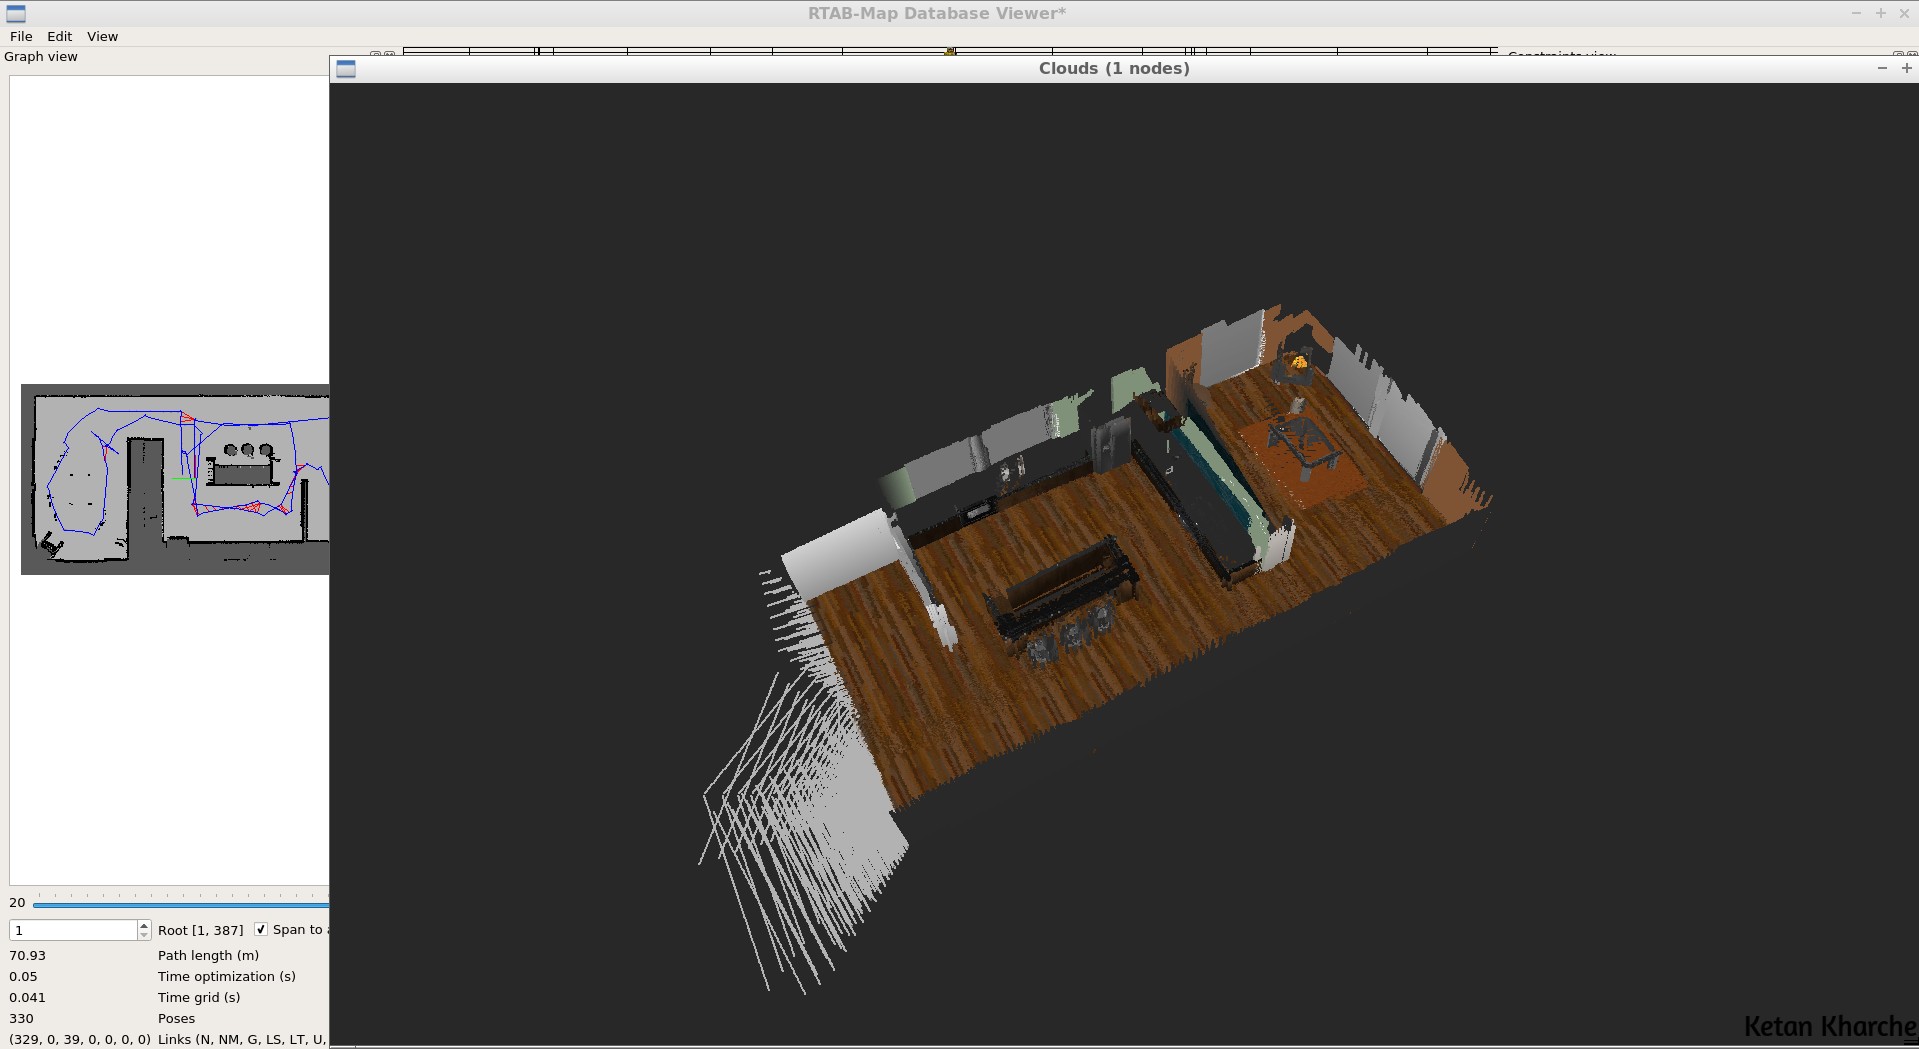 RTAB-Map Database Viewer*
File Edit View
Graph view
Clouds (1 nodes)
20
1 Root [1, 387] Span to
70.93 Path length (m)
0.05 Time optimization (s)
0.041 Time grid (s)
330 Poses
(329, 0, 39, 0, 0, 0, 0) Links (N, NM, G, LS, LT, U,
Ketan Kharche